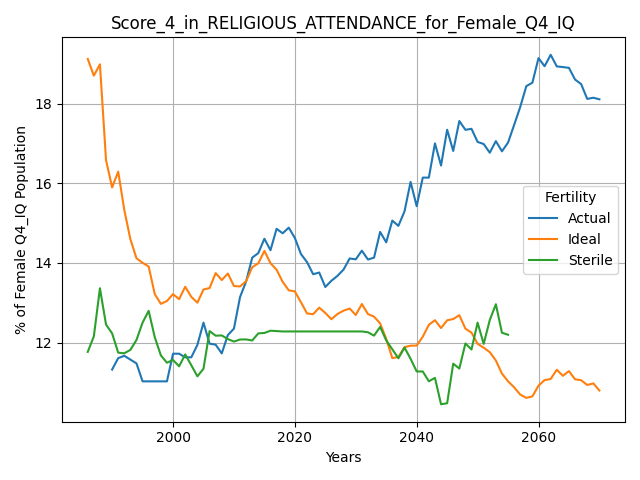 Score_4_in_RELIGIOUS_ATTENDANCE_for_Female_Q4_IQ
% of Female Q4_IQ Population
18
16
14
12
Fertility
Actual
Ideal
Sterile
2000 2020 2040 2060
Years